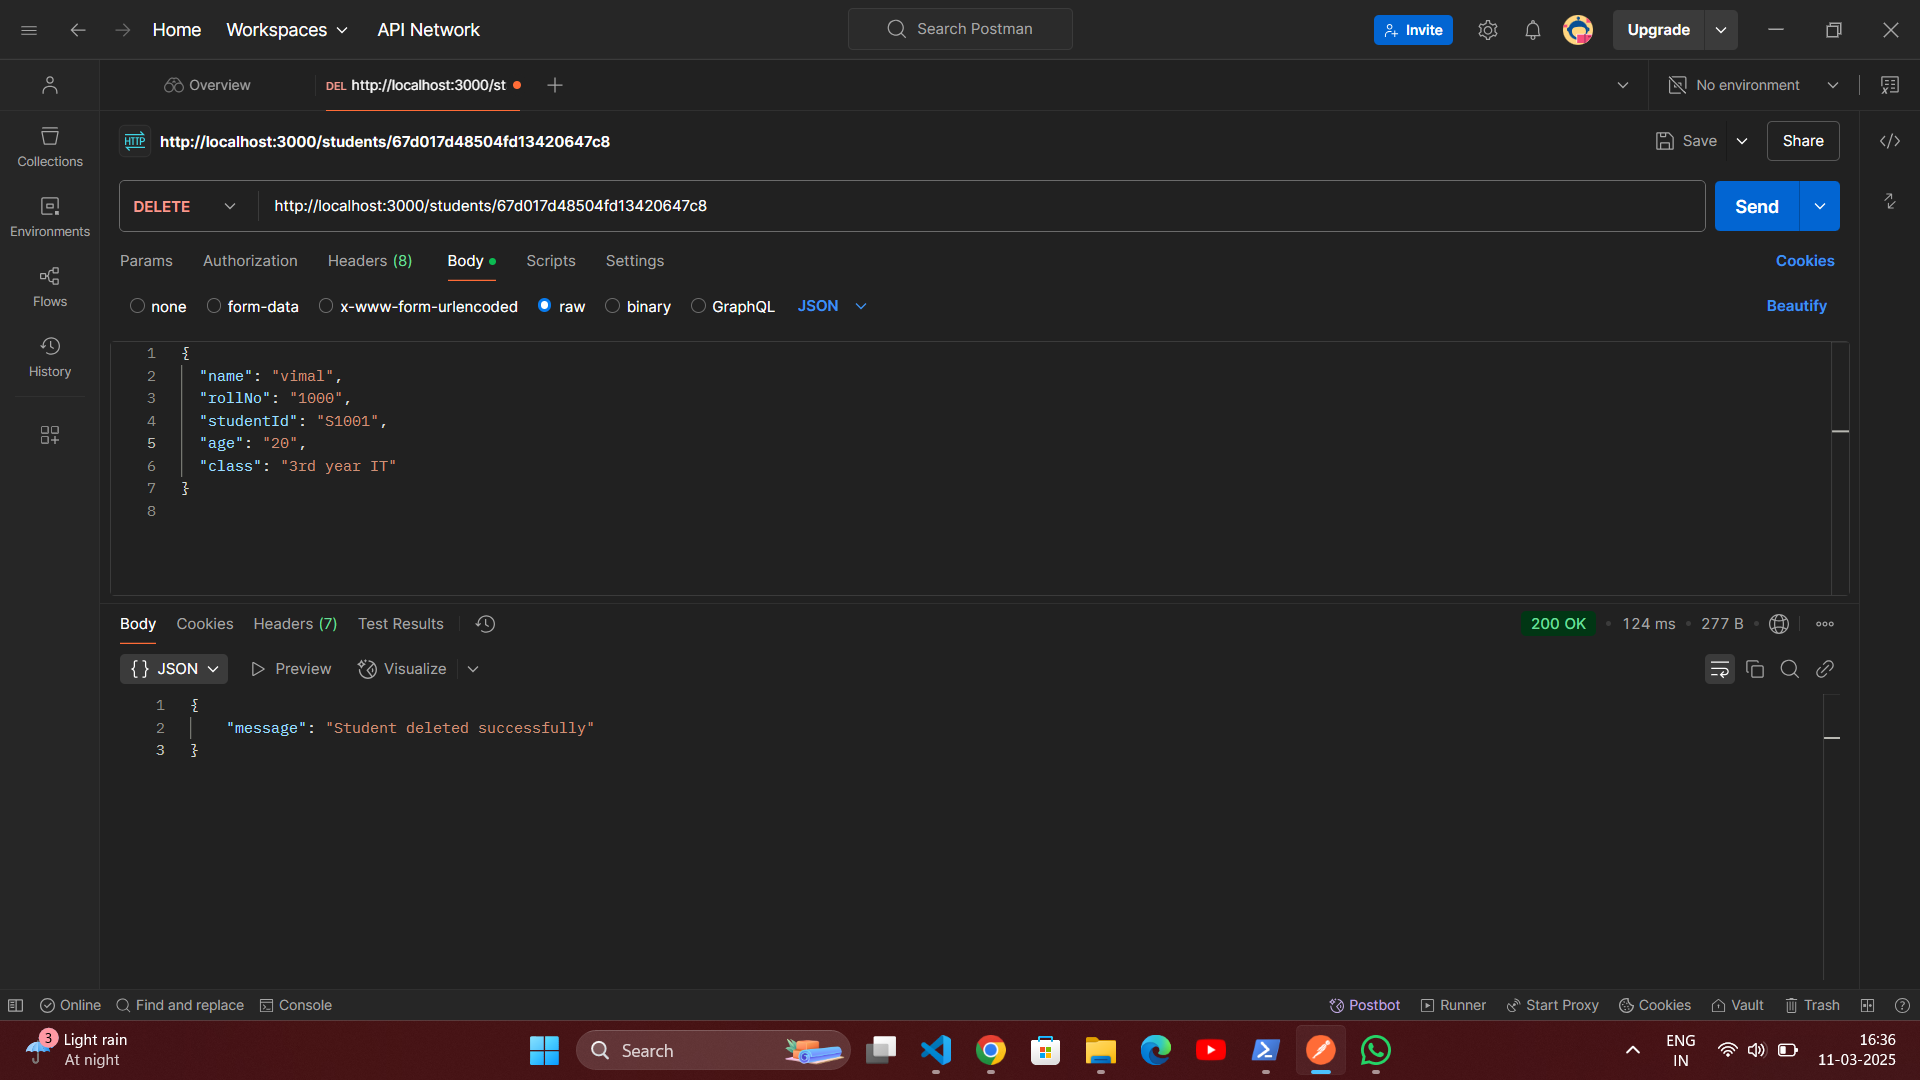 Home
Workspaces
API Network
Search Postman
Invite
Upgrade
Overview
DEL http://localhost:3000/st
No environment
HTTP
http://localhost:3000/students/67d017d48504fd13420647c8
Save
Share
Collections
Environments
Flows
History
DELETE
http://localhost:3000/students/67d017d48504fd13420647c8
Send
Params
Authorization
Headers (8)
Body
Scripts
Settings
Cookies
none
form-data
x-www-form-urlencoded
raw
binary
GraphQL
JSON
Beautify
1 {
2 "name": "vimal",
3 "rollNo": "1000",
4 "studentId": "S1001",
5 "age": "20",
6 "class": "3rd year IT"
7 }
8
Body
Cookies
Headers (7)
Test Results
200 OK
124 ms
277 B
{} JSON
Preview
Visualize
1 {
2 "message": "Student deleted successfully"
3 }
Online
Find and replace
Console
Postbot
Runner
Start Proxy
Cookies
Vault
Trash
3
Light rain
At night
Search
ENG
IN
16:36
11-03-2025